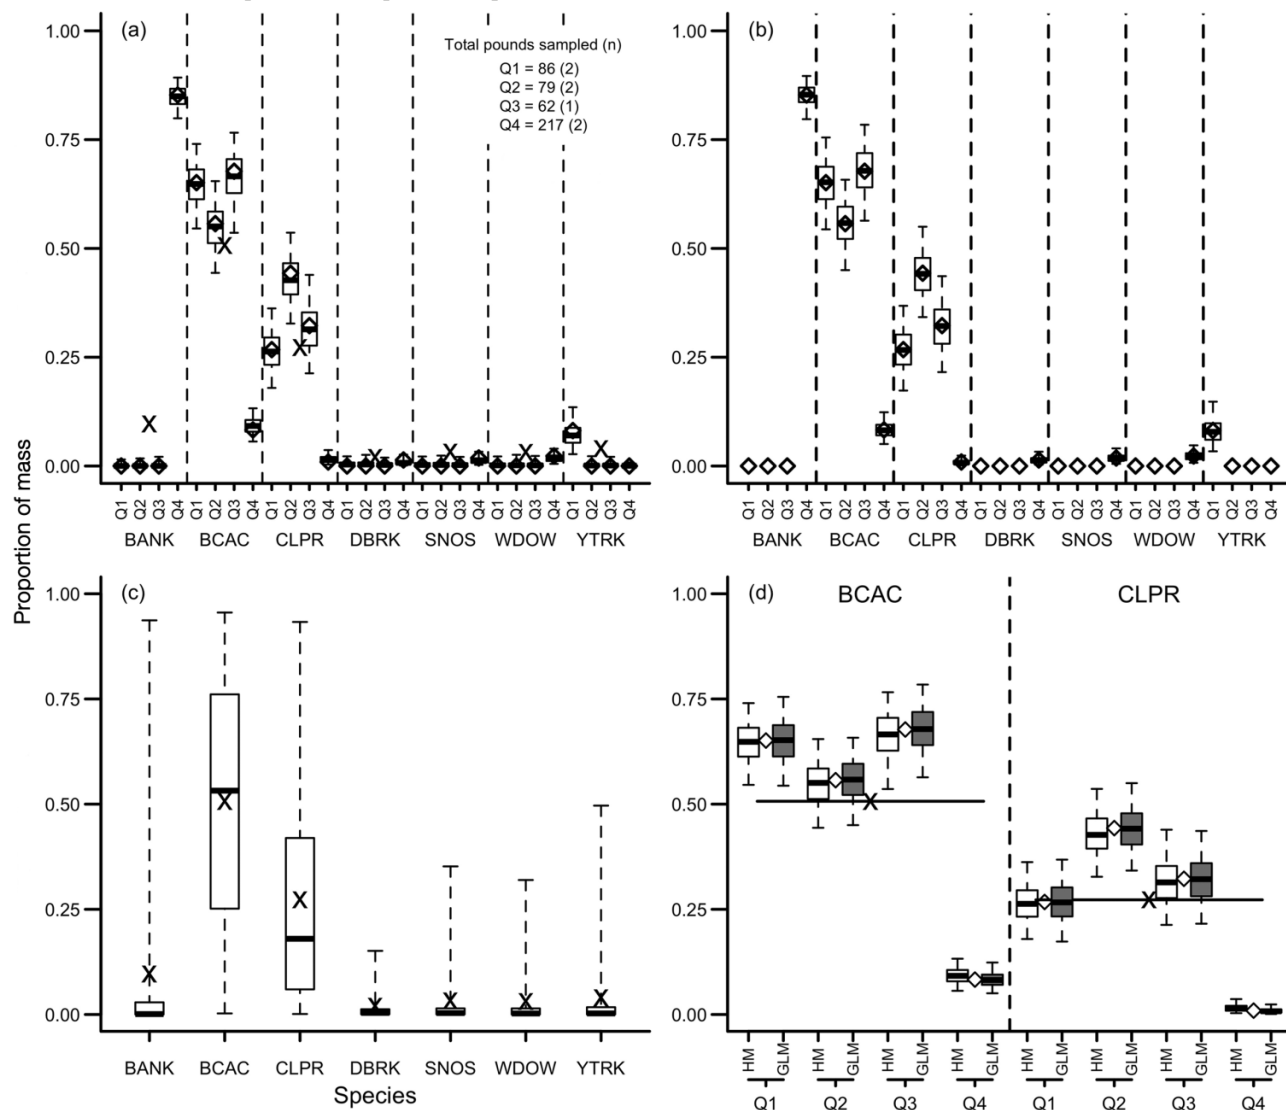 (a)
Total pounds sampled (n)
Q1 = 86 (2)
Q2 = 79 (2)
Q3 = 62 (1)
Q4 = 217 (2)
1.00
0.75
0.50
0.25
0.00
Q1 Q2 Q3 Q4 Q1 Q2 Q3 Q4 Q1 Q2 Q3 Q4 Q1 Q2 Q3 Q4 Q1 Q2 Q3 Q4 Q1 Q2 Q3 Q4 Q1 Q2 Q3 Q4
BANK BCAC CLPR DBRK SNOS WDOW YTRK
(b)
1.00
0.75
0.50
0.25
0.00
Q1 Q2 Q3 Q4 Q1 Q2 Q3 Q4 Q1 Q2 Q3 Q4 Q1 Q2 Q3 Q4 Q1 Q2 Q3 Q4 Q1 Q2 Q3 Q4 Q1 Q2 Q3 Q4
BANK BCAC CLPR DBRK SNOS WDOW YTRK
Proportion of mass
(c)
1.00
0.75
0.50
0.25
0.00
BANK BCAC CLPR DBRK SNOS WDOW YTRK
Species
(d)
BCAC CLPR
1.00
0.75
0.50
0.25
0.00
HM GLM HM GLM HM GLM HM GLM HM GLM HM GLM HM GLM HM GLM
Q1 Q2 Q3 Q4 Q1 Q2 Q3 Q4